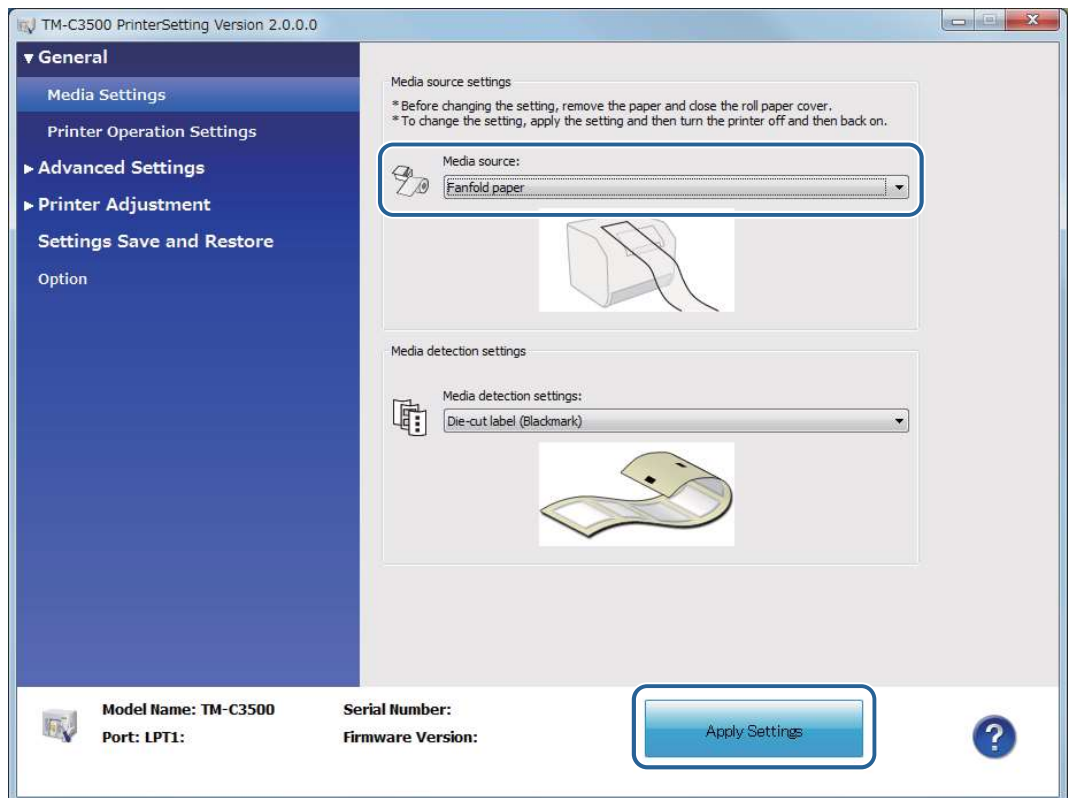 TM-C3500 PrinterSetting Version 2.0.0.0
▼ General
Media Settings
Printer Operation Settings
▶ Advanced Settings
▶ Printer Adjustment
Settings Save and Restore
Option
Media source settings
* Before changing the setting, remove the paper and close the roll paper cover.
* To change the setting, apply the setting and then turn the printer off and then back on.
Media source:
Fanfold paper
Media detection settings
Media detection settings:
Die-cut label (Blackmark)
Model Name: TM-C3500
Port: LPT1:
Serial Number:
Firmware Version:
Apply Settings
?